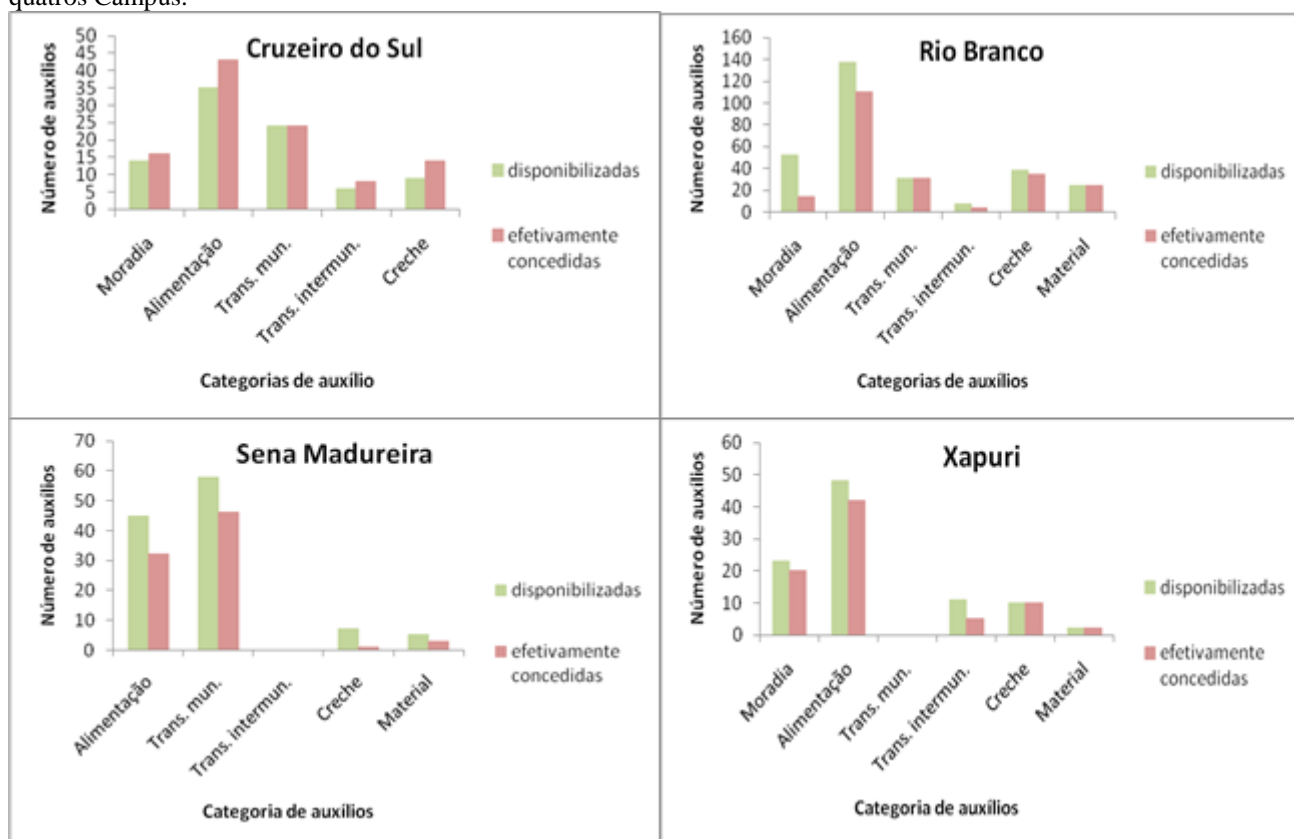 quatros Campus.
Cruzeiro do Sul
Número de auxílios
50
45
40
35
30
25
20
15
10
5
0
Moradia
Alimentação
Trans. mun.
Trans. intermun.
Creche
Categorias de auxílio
disponibilizadas
efetivamente
concedidas
Rio Branco
Número de auxílios
160
140
120
100
80
60
40
20
0
Moradia
Alimentação
Trans. mun.
Trans. intermun.
Creche
Material
Categorias de auxílios
disponibilizadas
efetivamente
concedidas
Sena Madureira
Número de auxílios
70
60
50
40
30
20
10
0
Alimentação
Trans. mun.
Trans. intermun.
Creche
Material
Categoria de auxílios
disponibilizadas
efetivamente
concedidas
Xapuri
Número de auxílios
60
50
40
30
20
10
0
Moradia
Alimentação
Trans. mun.
Trans. intermun.
Creche
Material
Categoria de auxílios
disponibilizadas
efetivamente
concedidas